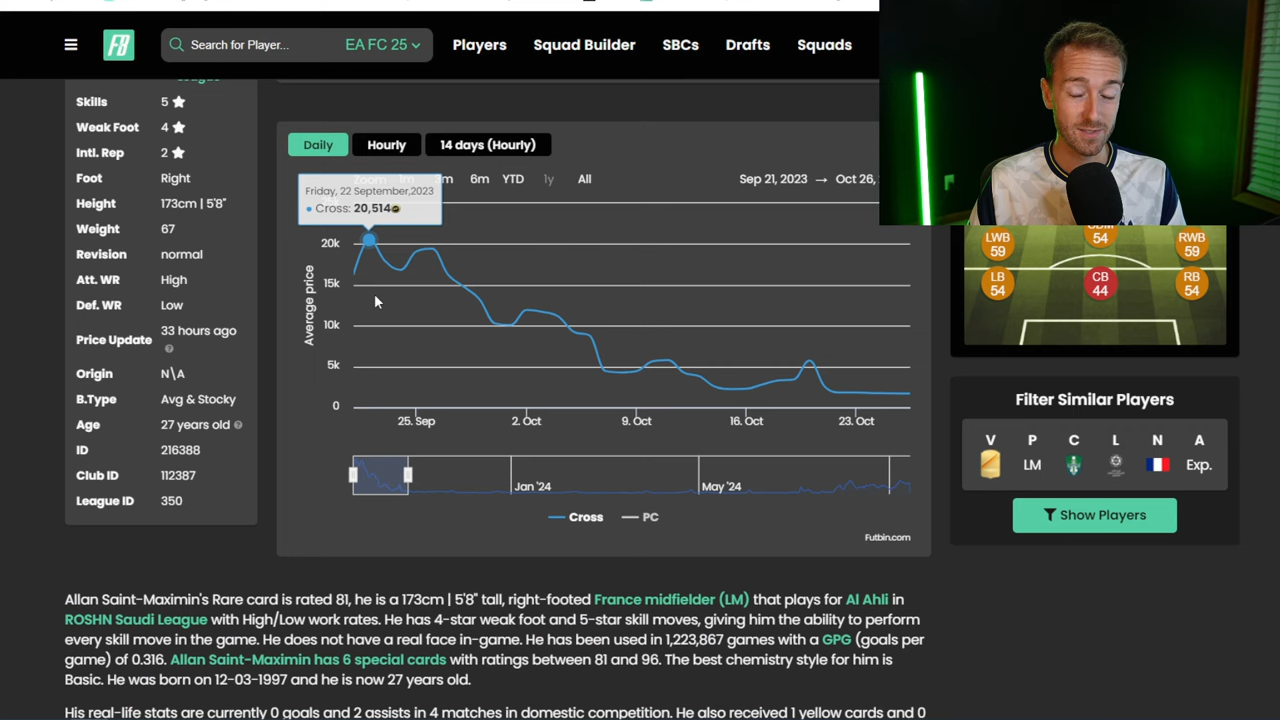 Search for Player...
EA FC 25
Players
Squad Builder
SBCs
Drafts
Squads
League
Skills 5
Weak Foot 4
Intl. Rep 2
Foot Right
Height 173cm | 5'8"
Weight 67
Revision normal
Att. WR High
Def. WR Low
Price Update 33 hours ago
Origin N\A
B.Type Avg & Stocky
Age 27 years old
ID 216388
Club ID 112387
League ID 350
Daily
Hourly
14 days (Hourly)
Zoom 1m 3m 6m YTD 1y All
Sep 21, 2023 → Oct 26,
Friday, 22 September,2023
Cross: 20,514
Average price
20k
15k
10k
5k
0
25. Sep 2. Oct 9. Oct 16. Oct 23. Oct
Jan '24 May '24
Cross PC
Futbin.com
LWB
59
CDM
54
RWB
59
LB
54
CB
44
RB
54
Filter Similar Players
V P C L N A
LM Exp.
Show Players
Allan Saint-Maximin's Rare card is rated 81, he is a 173cm | 5'8" tall, right-footed France midfielder (LM) that plays for Al Ahli in
ROSHN Saudi League with High/Low work rates. He has 4-star weak foot and 5-star skill moves, giving him the ability to perform
every skill move in the game. He does not have a real face in-game. He has been used in 1,223,867 games with a GPG (goals per
game) of 0.316. Allan Saint-Maximin has 6 special cards with ratings between 81 and 96. The best chemistry style for him is
Basic. He was born on 12-03-1997 and he is now 27 years old.
His real-life stats are currently 0 goals and 2 assists in 4 matches in domestic competition. He also received 1 yellow cards and 0